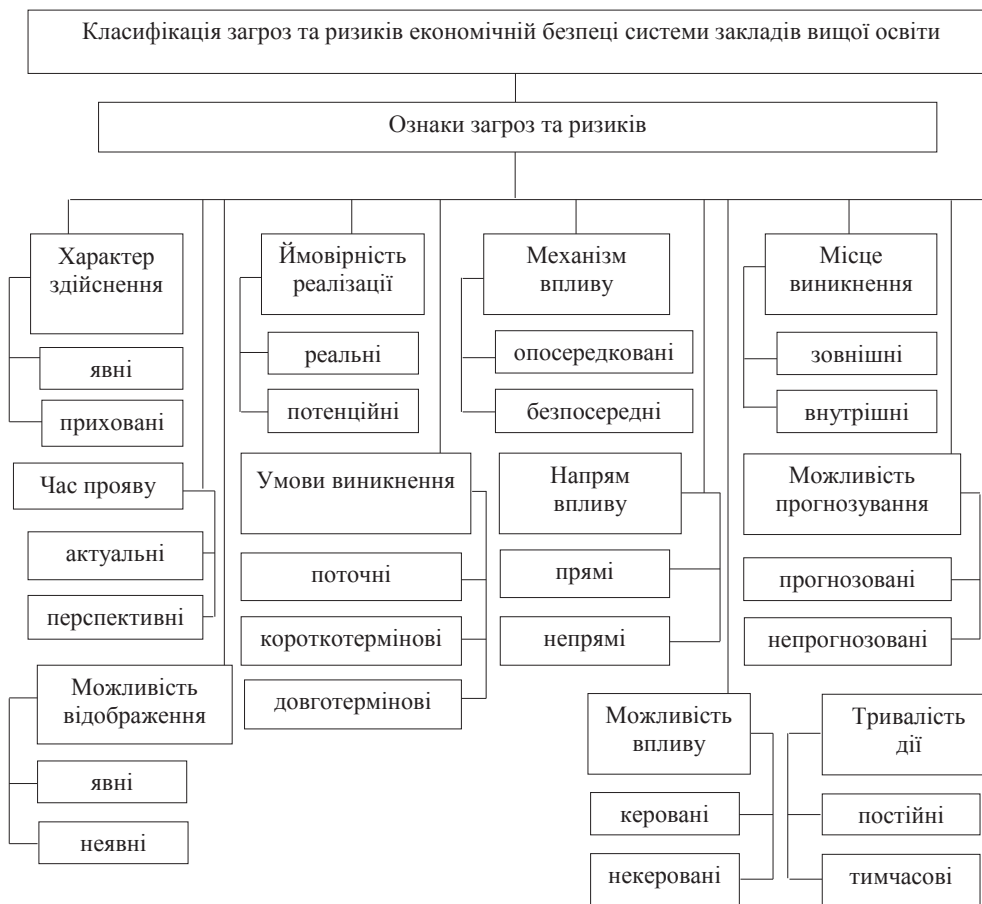 Класифікація загроз та ризиків економічній безпеці системи закладів вищої освіти
Ознаки загроз та ризиків
Характер
здійснення
явні
приховані
Ймовірність
реалізації
реальні
потенційні
Механізм
впливу
опосередковані
безпосередні
Місце
виникнення
зовнішні
внутрішні
Час прояву
актуальні
перспективні
Умови виникнення
поточні
короткотермінові
довготермінові
Напрям
впливу
прямі
непрямі
Можливість
прогнозування
прогнозовані
непрогнозовані
Можливість
відображення
явні
неявні
Можливість
впливу
керовані
некеровані
Тривалість
дії
постійні
тимчасові